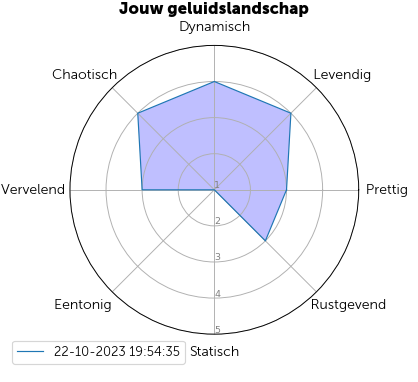 Jouw geluidslandschap
Dynamisch
Chaotisch
Levendig
Vervelend
1
Prettig
2
3
4
Eentonig
Rustgevend
5
22-10-2023 19:54:35
Statisch